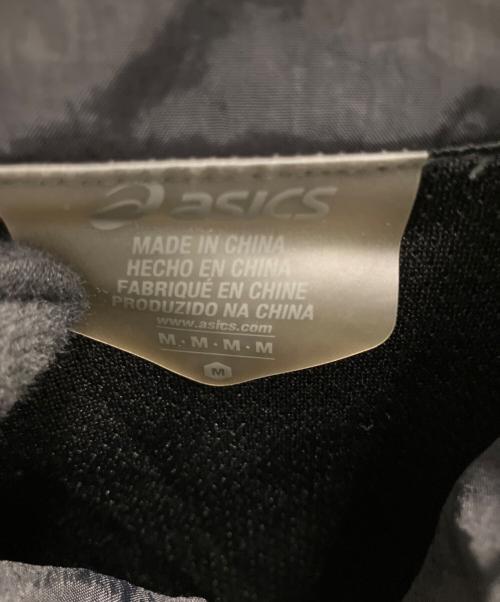 asics
MADE IN CHINA
HECHO EN CHINA
FABRIQUÉ EN CHINE
PRODUZIDO NA CHINA
www.asics.com
M · M · M · M
M